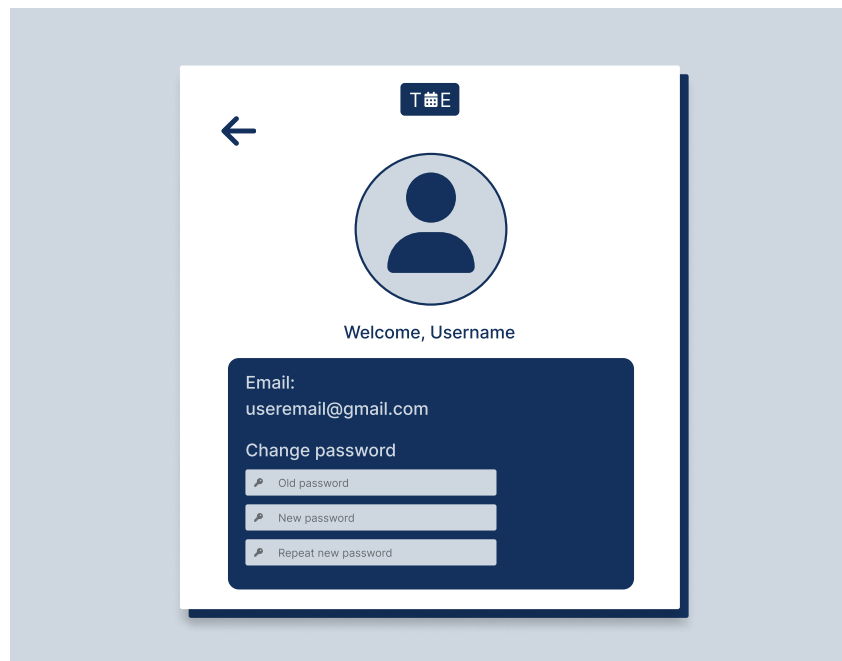 T E
Welcome, Username
Email:
useremail@gmail.com
Change password
Old password
New password
Repeat new password